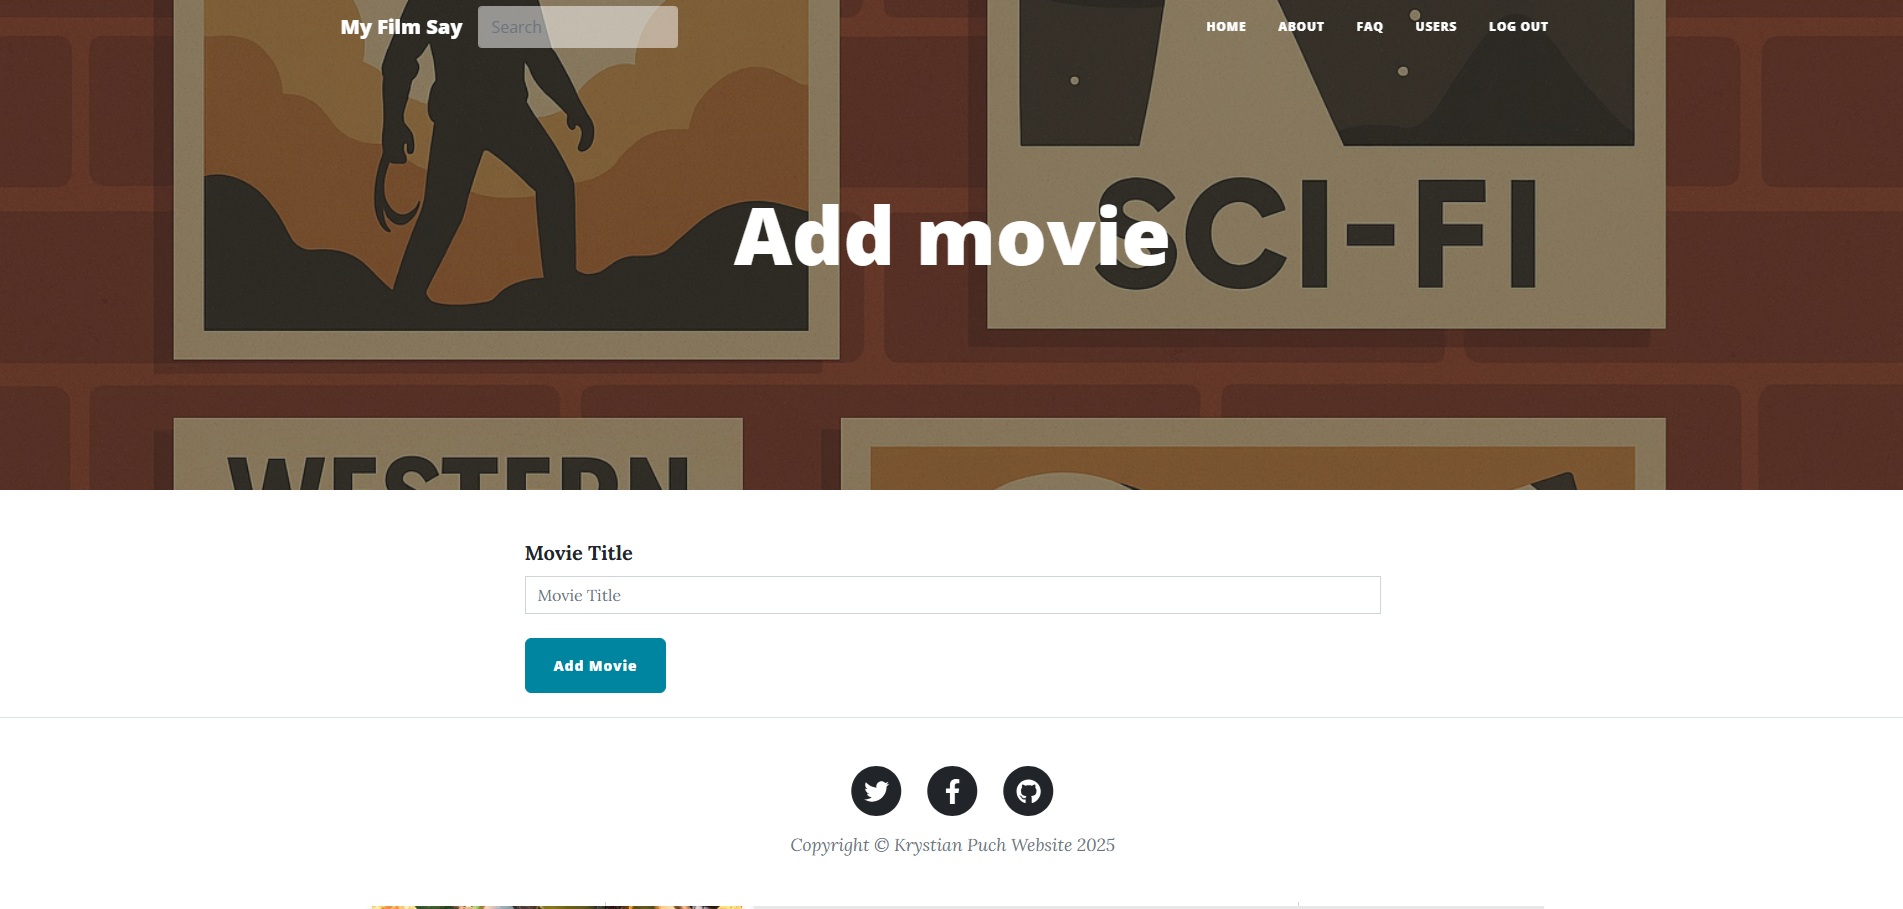 My Film Say
Search
HOME
ABOUT
FAQ
USERS
LOG OUT
SCI-FI
Add movie
WESTERN
Movie Title
Movie Title
Add Movie
Copyright © Krystian Puch Website 2025